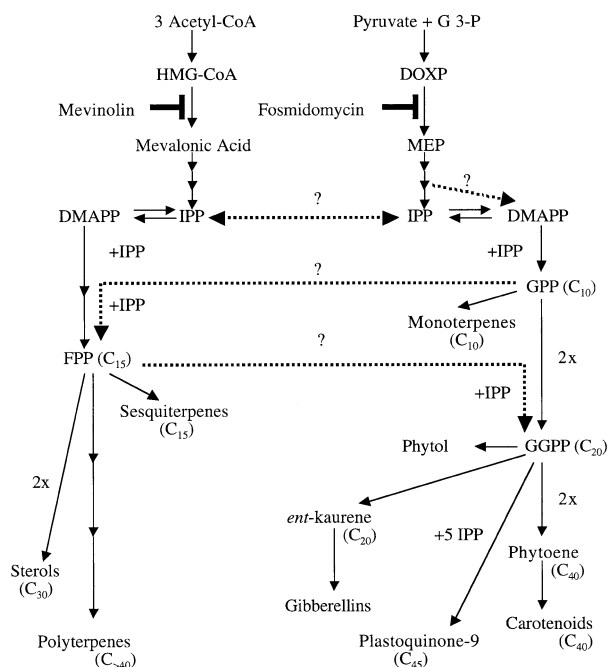 3 Acetyl-CoA
Pyruvate + G 3-P
HMG-CoA
DOXP
Mevinolin
Fosmidomycin
Mevalonic Acid
MEP
?
?
DMAPP
IPP
IPP
DMAPP
+IPP
+IPP
?
GPP (C10)
+IPP
Monoterpenes
(C10)
?
2x
FPP (C15)
+IPP
Sesquiterpenes
(C15)
Phytol
GGPP (C20)
2x
2x
ent-kaurene
(C20)
+5 IPP
Phytoene
(C40)
Sterols
(C30)
Gibberellins
Carotenoids
(C40)
Polyterpenes
(C>40)
Plastoquinone-9
(C45)